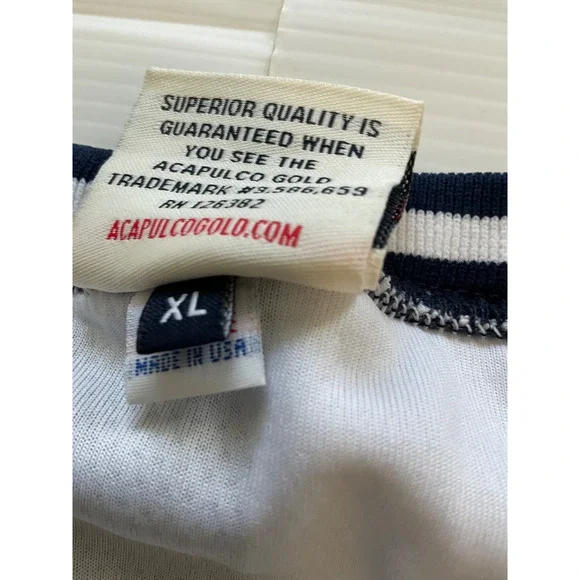 SUPERIOR QUALITY IS
GUARANTEED WHEN
YOU SEE THE
ACAPULCO GOLD
TRADEMARK #3,586,659
RN 126382
ACAPULCOGOLD.COM
XL
MADE IN USA